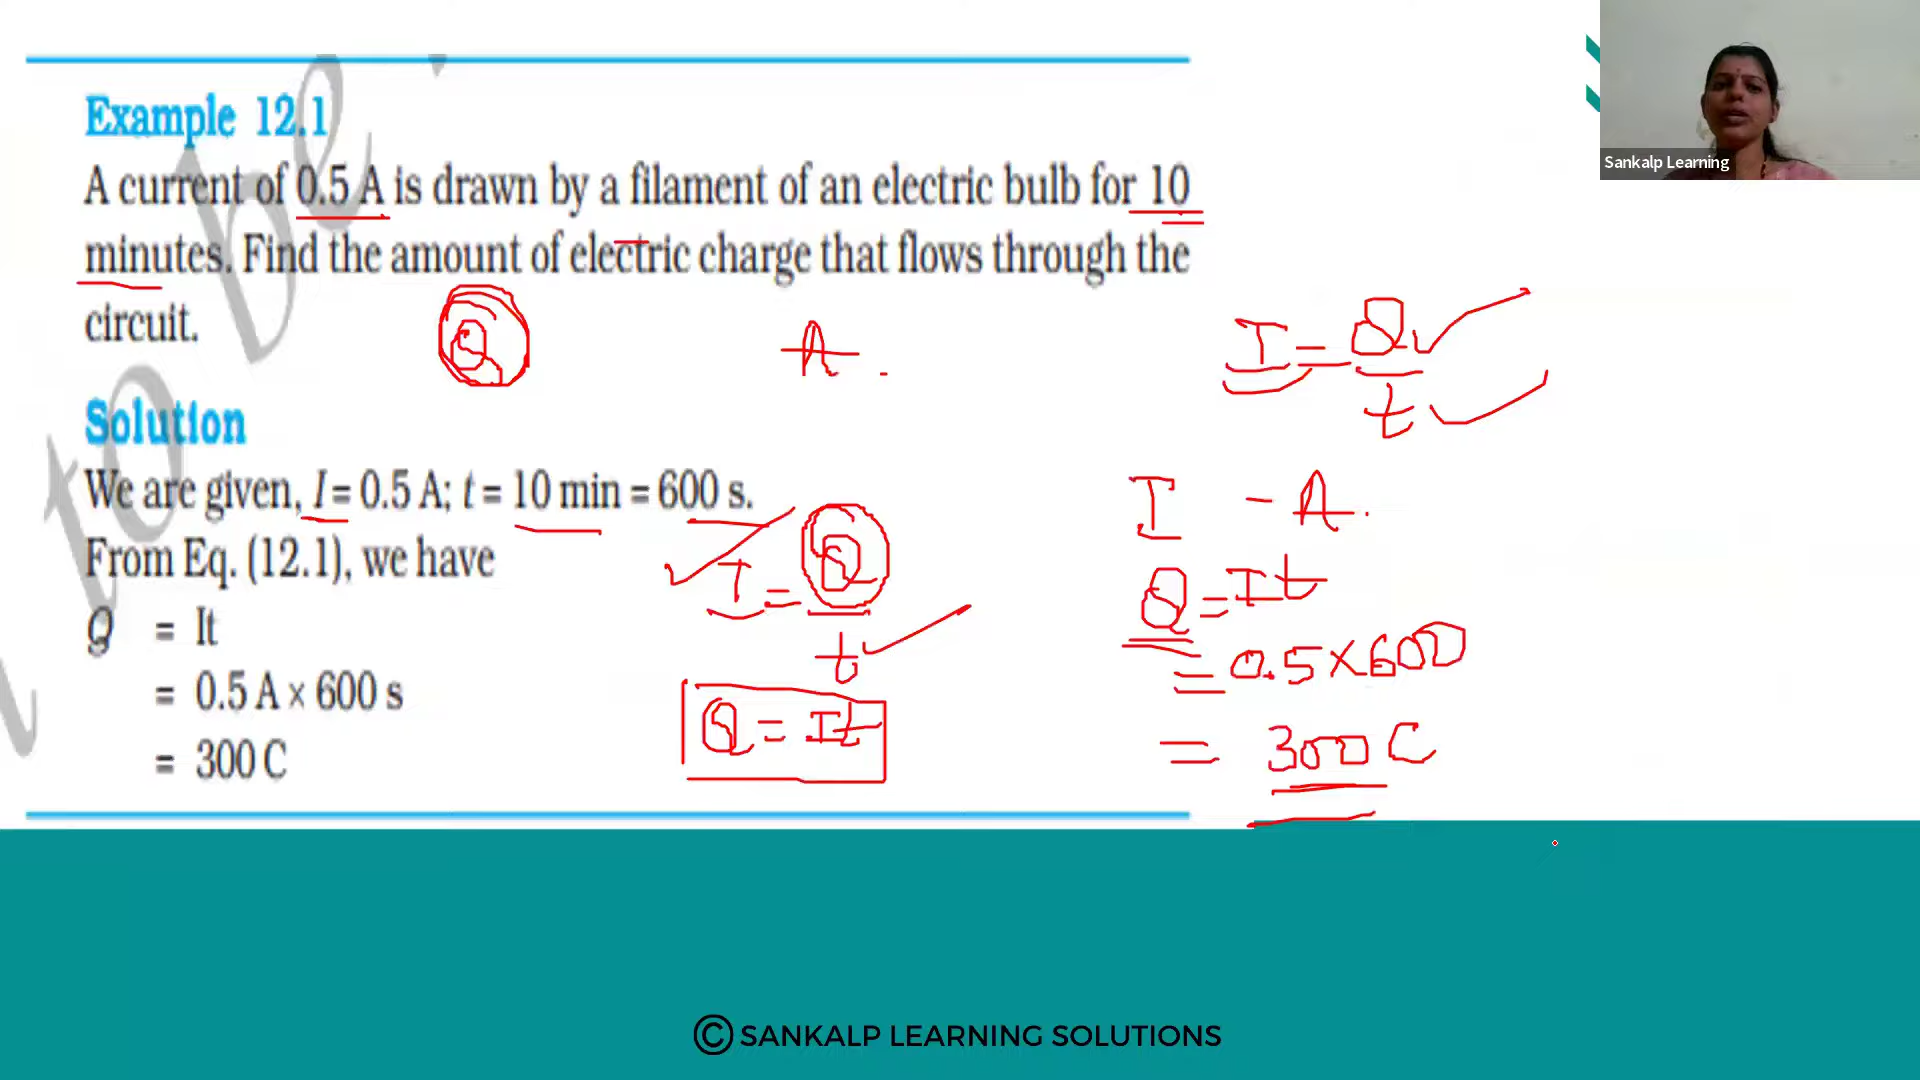 Sankalp Learning
Example 12.1
A current of 0.5 A is drawn by a filament of an electric bulb for 10
minutes. Find the amount of electric charge that flows through the
circuit.
Q
A.
I = Q
t
Solution
We are given, I = 0.5 A; t = 10 min = 600 s.
From Eq. (12.1), we have
Q = It
= 0.5 A × 600 s
= 300 C
I = Q
t
Q = It
I - A.
Q = It
= 0.5 × 600
= 300 C
to be
© SANKALP LEARNING SOLUTIONS